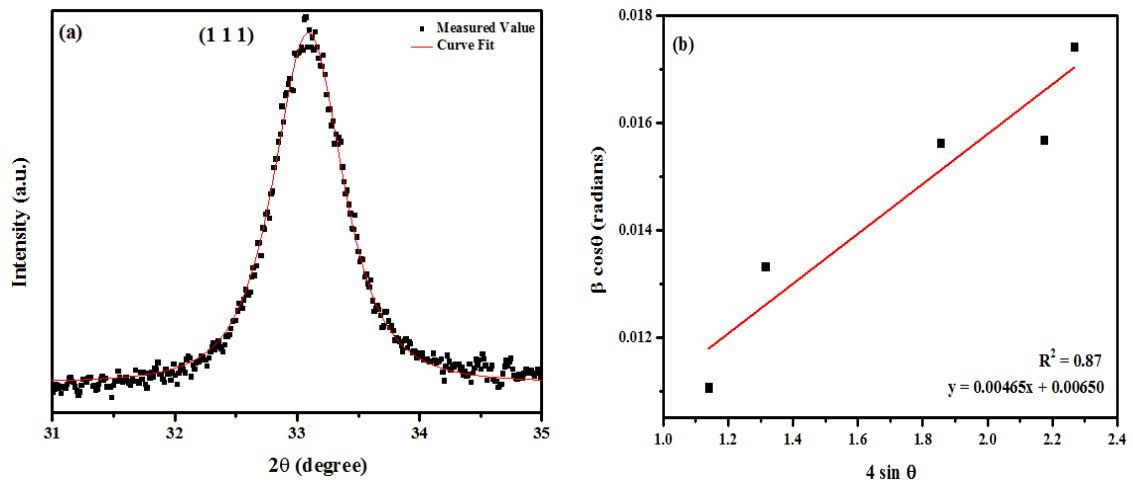 (a)
(1 1 1)
Measured Value
Curve Fit
Intensity (a.u.)
31 32 33 34 35
2θ (degree)
(b)
0.018
0.016
0.014
0.012
β cosθ (radians)
R² = 0.87
y = 0.00465x + 0.00650
1.0 1.2 1.4 1.6 1.8 2.0 2.2 2.4
4 sin θ